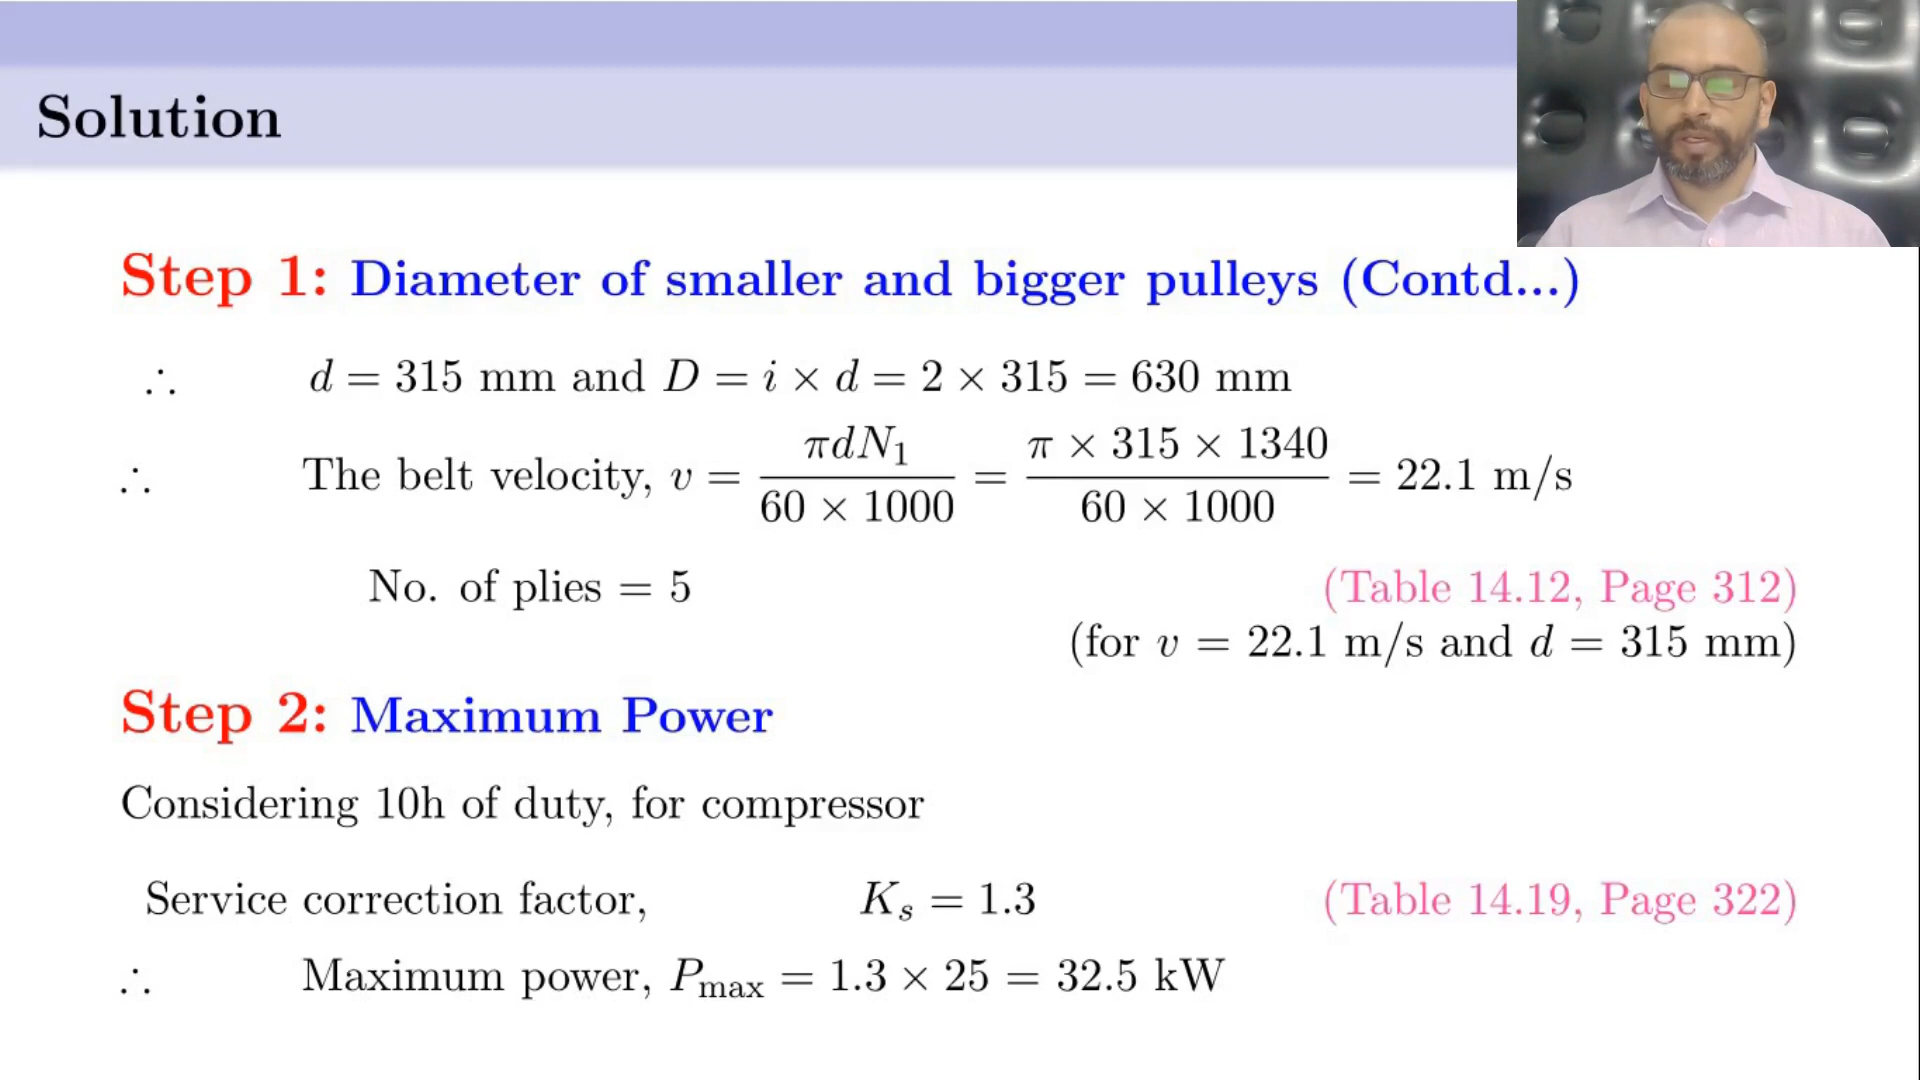 Solution
Step 1: Diameter of smaller and bigger pulleys (Contd...)
∴ d = 315 mm and D = i × d = 2 × 315 = 630 mm
∴ The belt velocity, v = πdN₁ / 60 × 1000 = π × 315 × 1340 / 60 × 1000 = 22.1 m/s
No. of plies = 5 (Table 14.12, Page 312)
(for v = 22.1 m/s and d = 315 mm)
Step 2: Maximum Power
Considering 10h of duty, for compressor
Service correction factor, Kₛ = 1.3 (Table 14.19, Page 322)
∴ Maximum power, Pmax = 1.3 × 25 = 32.5 kW